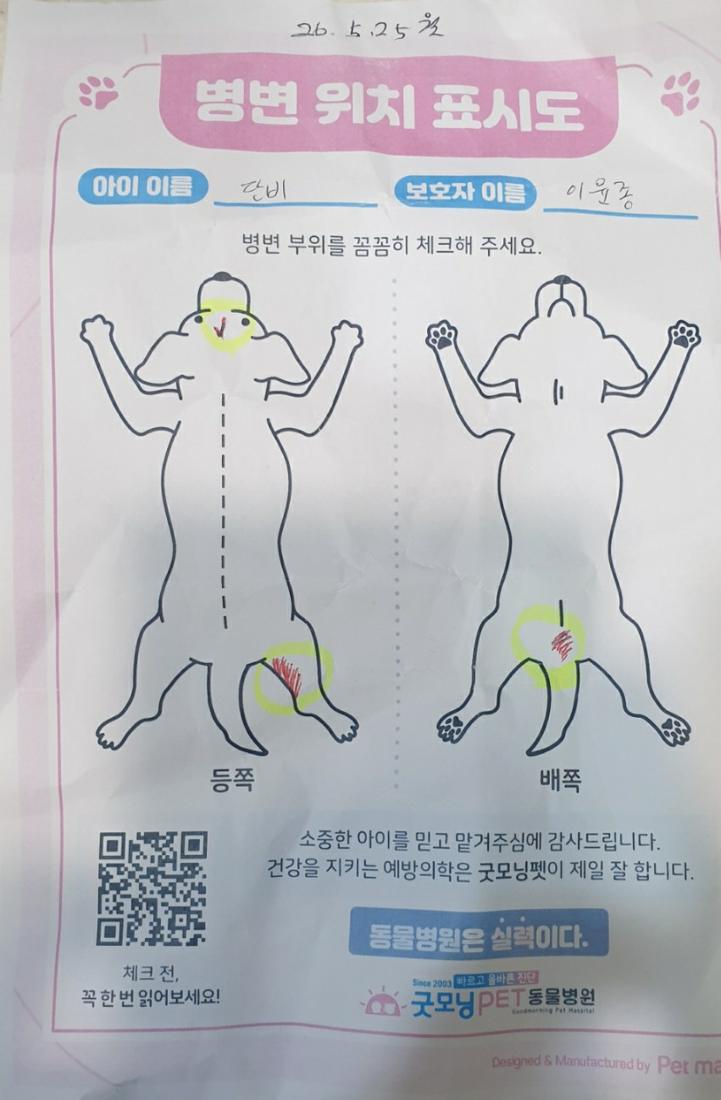 26. 5. 25 월
병변 위치 표시도
아이 이름 단비 보호자 이름 이윤종
병변 부위를 꼼꼼히 체크해 주세요.
등쪽 배쪽
소중한 아이를 믿고 맡겨주심에 감사드립니다.
건강을 지키는 예방의학은 굿모닝펫이 제일 잘 합니다.
동물병원은 실력이다.
체크 전,
꼭 한 번 읽어보세요!
Since 2003 빠르고 올바른 진단
굿모닝PET동물병원
Goodmorning Pet Hospital
Designed & Manufactured by Pet ma